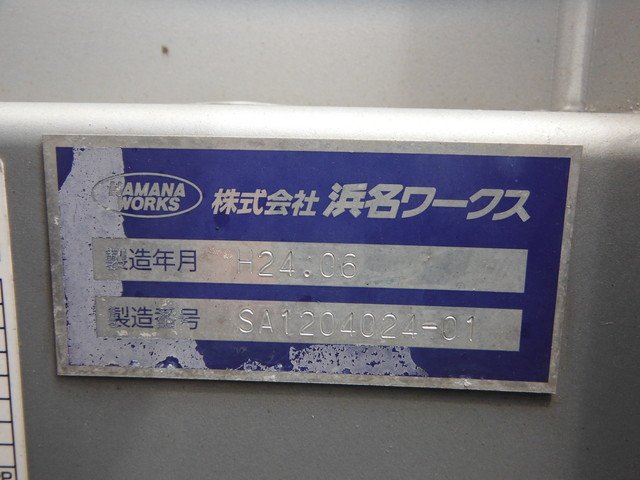 HAMANA
WORKS
株式会社 浜名ワークス
製造年月 H24:06
製造番号 SA1204024-01